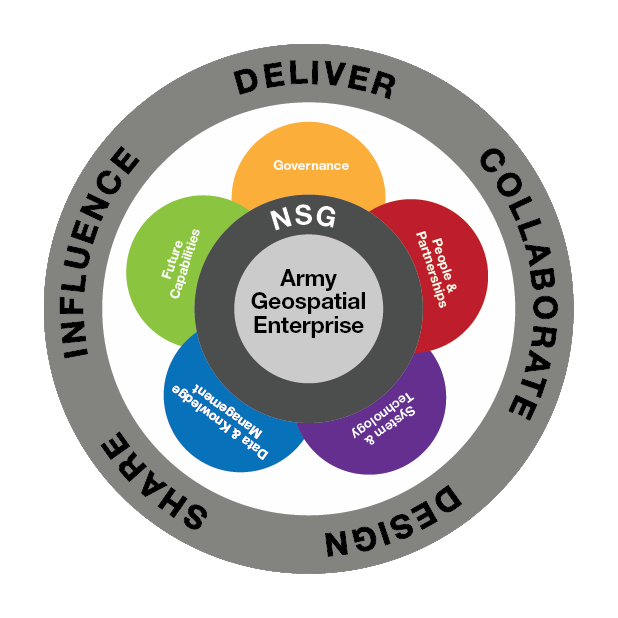 DELIVER
COLLABORATE
DESIGN
SHARE
INFLUENCE
Governance
People &
Partnerships
System &
Technology
Data & Knowledge
Management
Future
Capabilities
NSG
Army
Geospatial
Enterprise